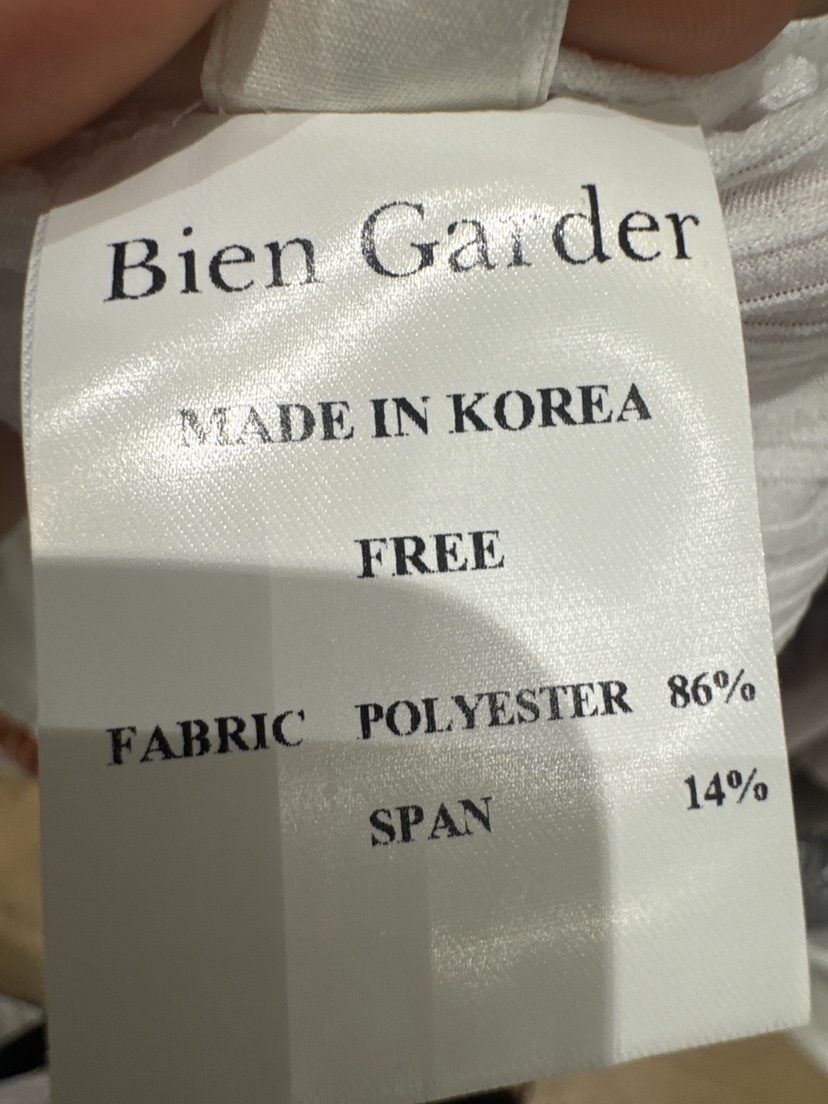 Bien Garder
MADE IN KOREA
FREE
FABRIC POLYESTER 86%
SPAN 14%